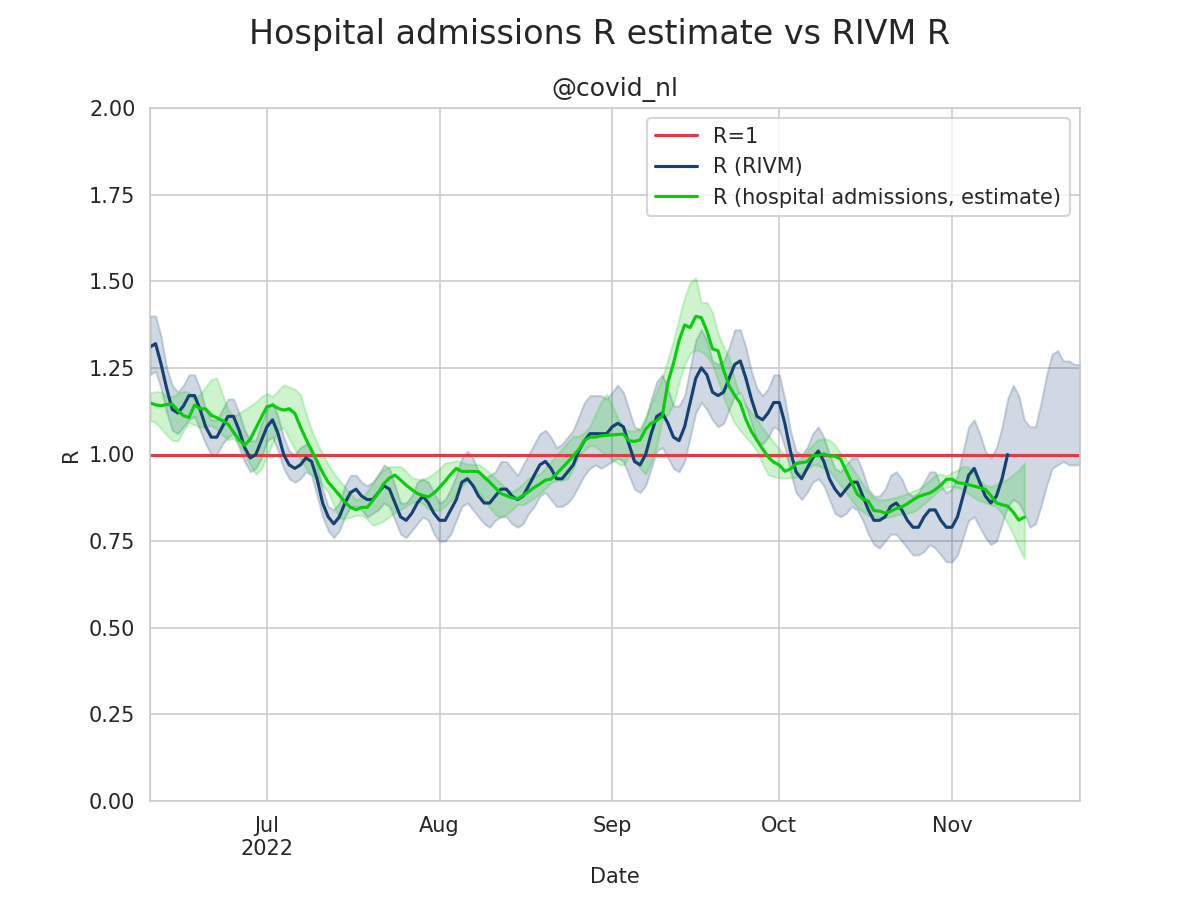 Hospital admissions R estimate vs RIVM R
@covid_nl
R=1
R (RIVM)
R (hospital admissions, estimate)
2.00
1.75
1.50
1.25
1.00
0.75
0.50
0.25
0.00
R
Jul
2022
Aug
Sep
Oct
Nov
Date